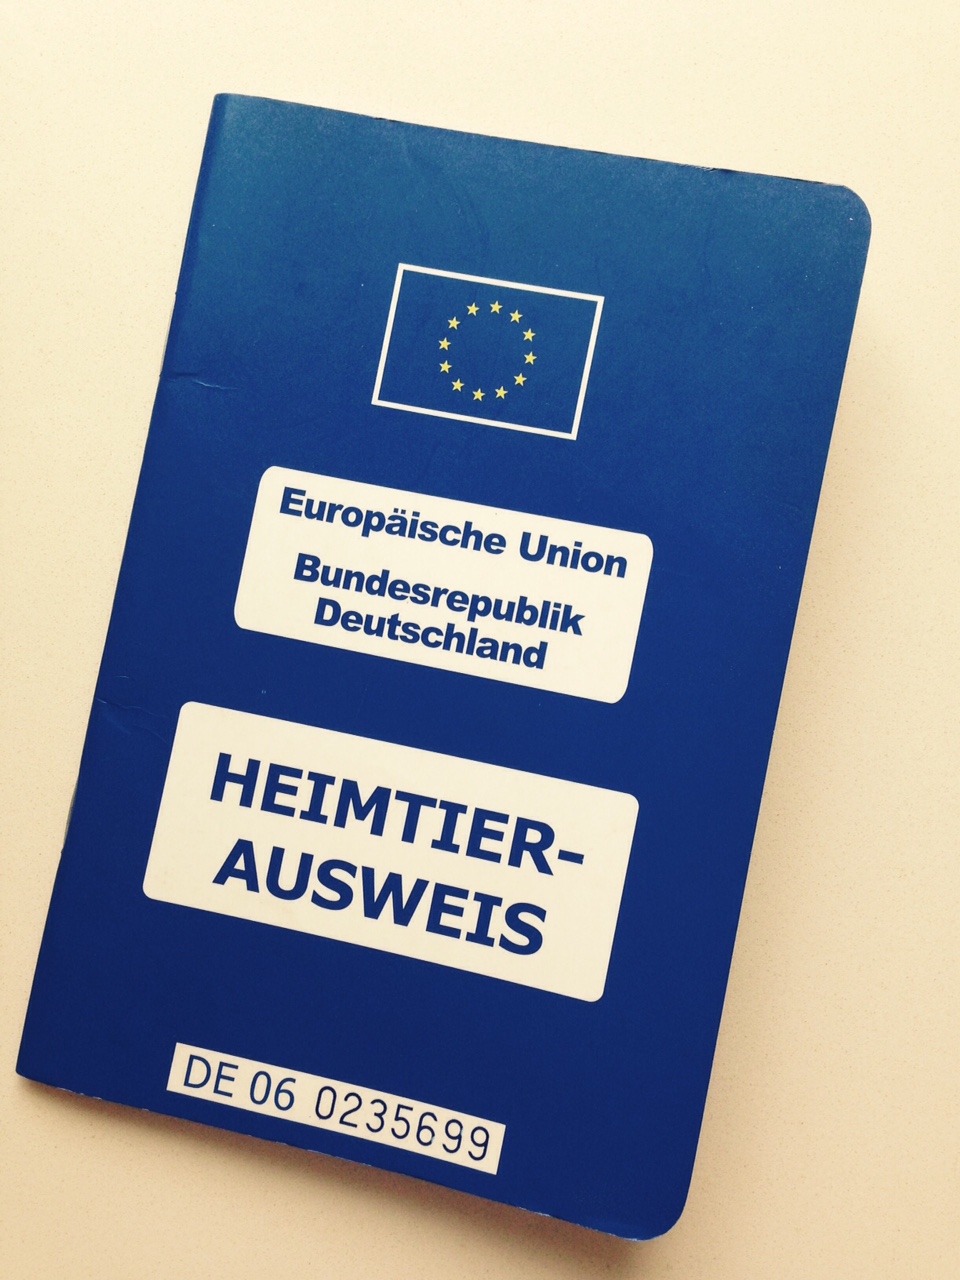 Europäische Union
Bundesrepublik
Deutschland
HEIMTIER-
AUSWEIS
DE 06 0235699